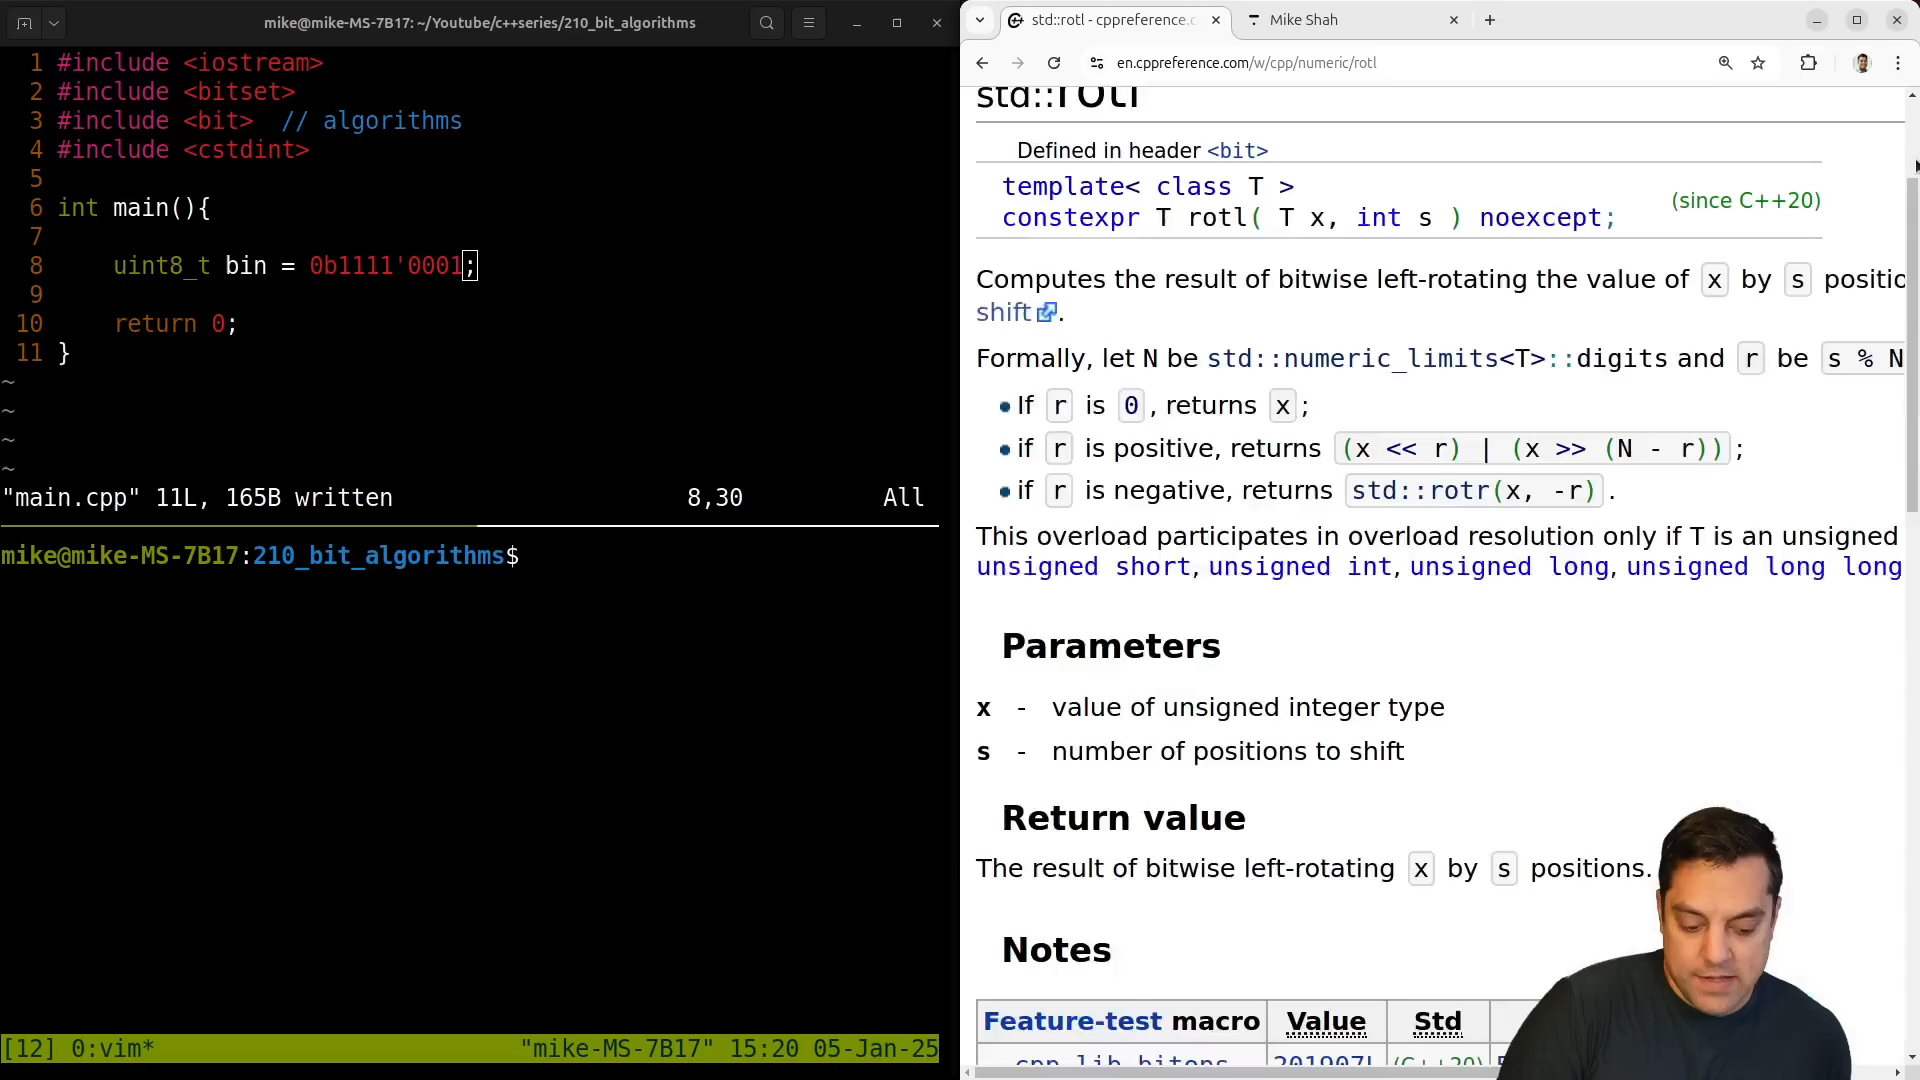 mike@mike-MS-7B17: ~/Youtube/c++series/210_bit_algorithms
1 #include <iostream>
2 #include <bitset>
3 #include <bit>  // algorithms
4 #include <cstdint>
5
6 int main(){
7
8     uint8_t bin = 0b1111'0001;
9
10     return 0;
11 }
~
~
~
~
"main.cpp" 11L, 165B written 8,30 All
mike@mike-MS-7B17:210_bit_algorithms$
[12] 0:vim* "mike-MS-7B17" 15:20 05-Jan-25
std::rotl - cppreference.c
Mike Shah
en.cppreference.com/w/cpp/numeric/rotl
std::rotl
Defined in header <bit>
template< class T >
constexpr T rotl( T x, int s ) noexcept;
(since C++20)
Computes the result of bitwise left-rotating the value of x by s positio
shift.
Formally, let N be std::numeric_limits<T>::digits and r be s % N
If r is 0, returns x;
if r is positive, returns (x << r) | (x >> (N - r));
if r is negative, returns std::rotr(x, -r).
This overload participates in overload resolution only if T is an unsigned
unsigned short, unsigned int, unsigned long, unsigned long long
Parameters
x - value of unsigned integer type
s - number of positions to shift
Return value
The result of bitwise left-rotating x by s positions.
Notes
Feature-test macro Value Std
cpp lib bitops 201907L (C++20)